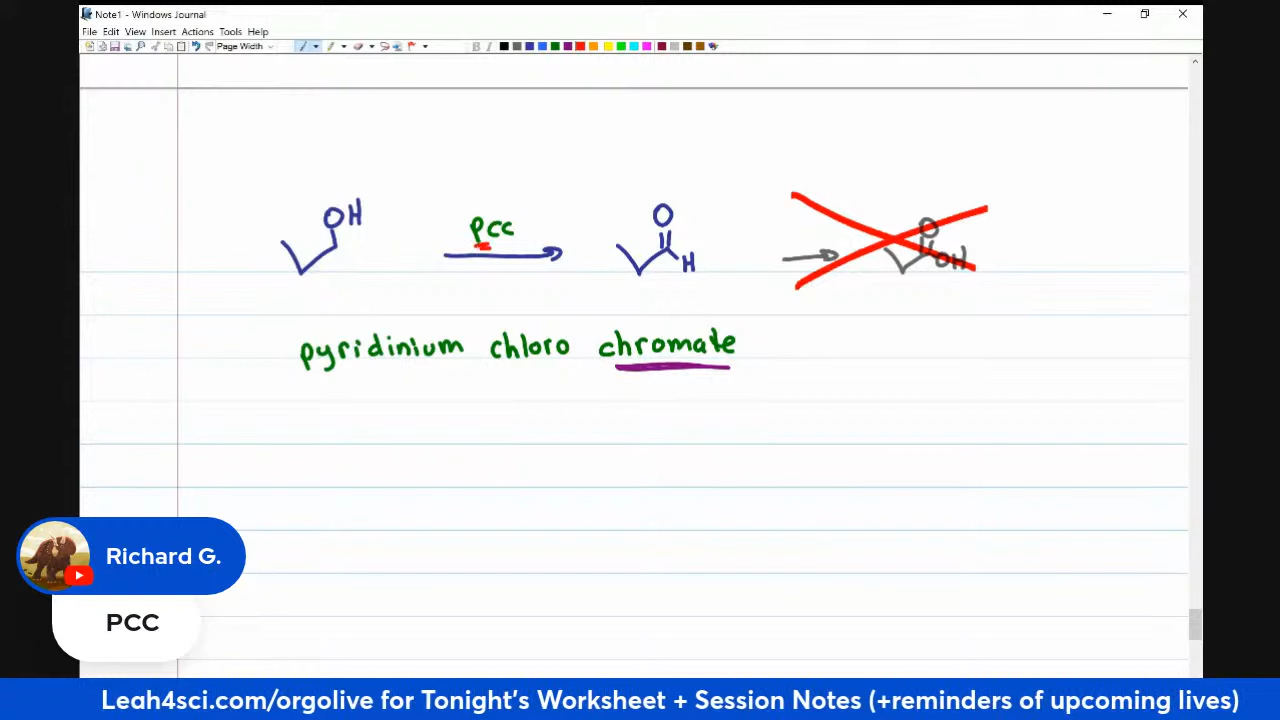 Note1 - Windows Journal
File Edit View Insert Actions Tools Help
Page Width
B I
OH
PCC
O
H
O
OH
pyridinium chloro chromate
Richard G.
PCC
Leah4sci.com/orgolive for Tonight's Worksheet + Session Notes (+reminders of upcoming lives)